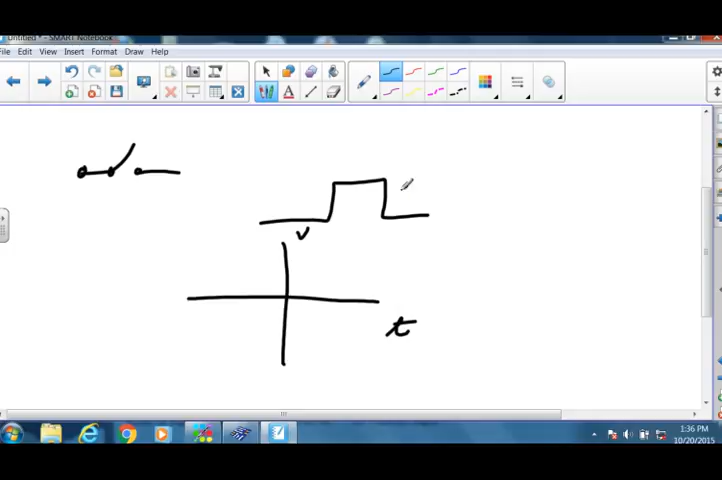 Untitled * - SMART Notebook
File Edit View Insert Format Draw Help
v
t
1:36 PM
10/20/2015